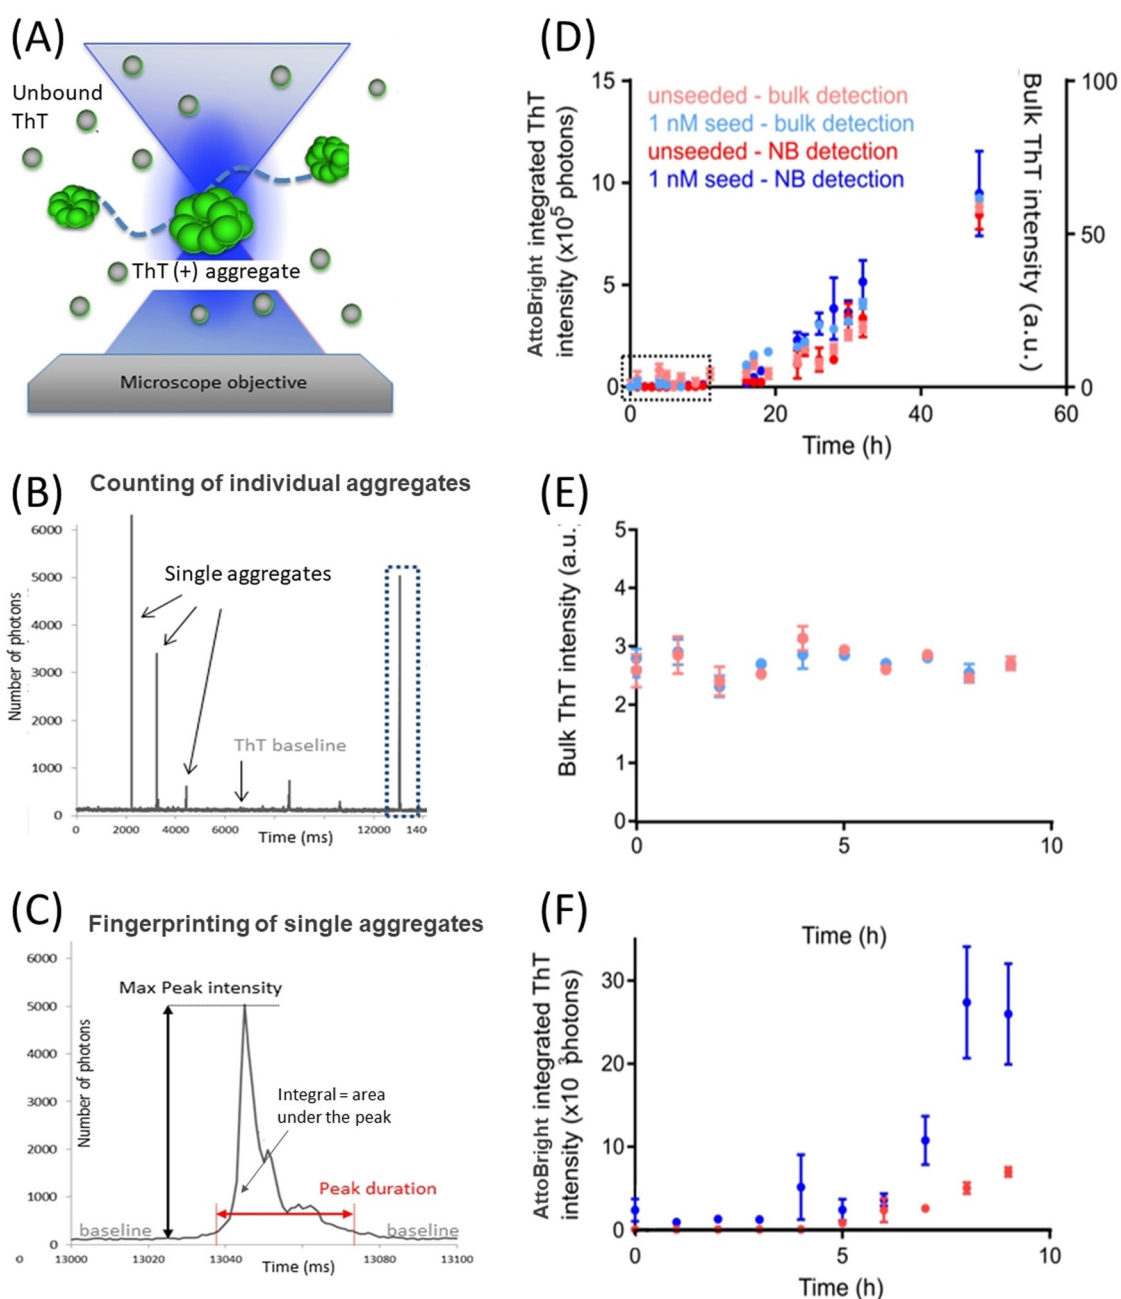 (A)
Unbound
ThT
ThT (+) aggregate
Microscope objective
(B)
Counting of individual aggregates
Number of photons
6000
5000
4000
3000
2000
1000
0
Single aggregates
ThT baseline
0 2000 4000 6000 12000 140
Time (ms)
(C)
Fingerprinting of single aggregates
Number of photons
6000
5000
4000
3000
2000
1000
0
Max Peak intensity
Integral = area
under the peak
Peak duration
baseline
baseline
0 13000 13020 13040 13080 13100
Time (ms)
(D)
AttoBright integrated ThT
intensity (x10⁵ photons)
15
10
5
0
unseeded - bulk detection
1 nM seed - bulk detection
unseeded - NB detection
1 nM seed - NB detection
Bulk ThT intensity (a.u.)
100
50
0
0 20 40 60
Time (h)
(E)
Bulk ThT intensity (a.u.
5
4
3
2
1
0
0 5 10
(F)
Time (h)
AttoBright integrated ThT
intensity (x10 ³ photons)
30
20
10
0
0 5 10
Time (h)